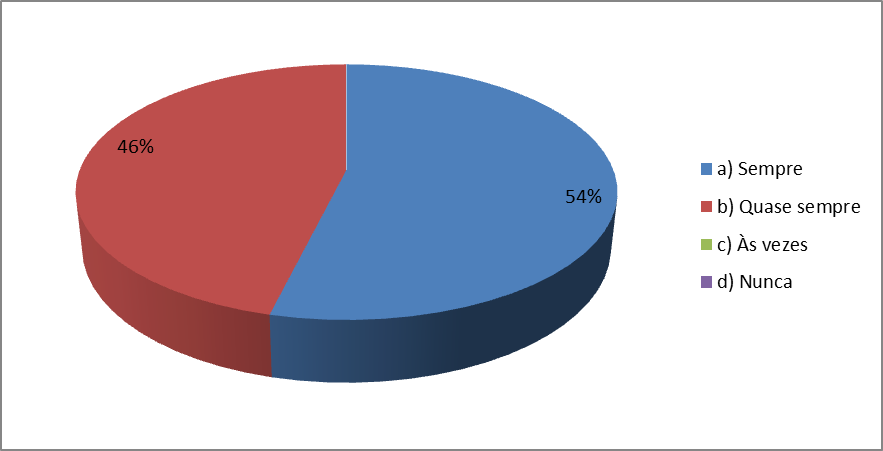 46%
54%
a) Sempre
b) Quase sempre
c) Às vezes
d) Nunca